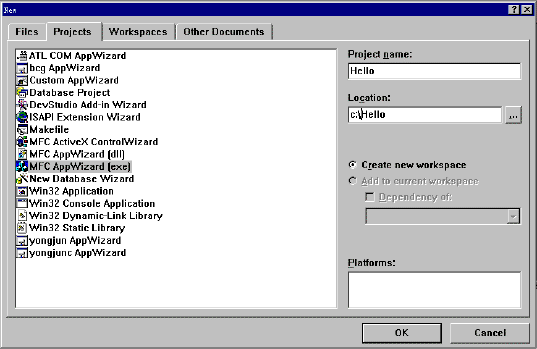 New
Files Projects Workspaces Other Documents
ATL COM AppWizard
bcg AppWizard
Custom AppWizard
Database Project
DevStudio Add-in Wizard
ISAPI Extension Wizard
Makefile
MFC ActiveX ControlWizard
MFC AppWizard (dll)
MFC AppWizard (exe)
New Database Wizard
Win32 Application
Win32 Console Application
Win32 Dynamic-Link Library
Win32 Static Library
yongjun AppWizard
yongjunc AppWizard
Project name:
Hello
Location:
c:\Hello
...
Create new workspace
Add to current workspace
Dependency of:
Platforms:
OK Cancel